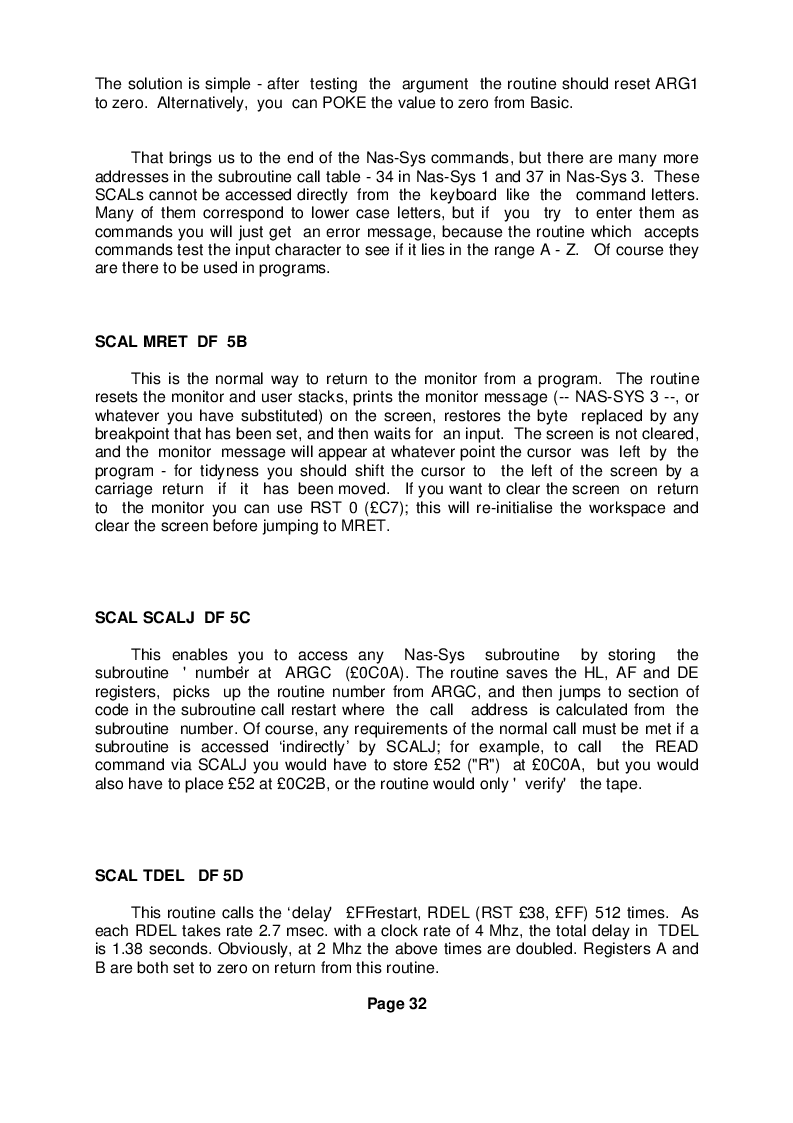 The solution is simple - after testing the argument the routine should reset ARG1
to zero. Alternatively, you can POKE the value to zero from Basic.
That brings us to the end of the Nas-Sys commands, but there are many more
addresses in the subroutine call table - 34 in Nas-Sys 1 and 37 in Nas-Sys 3. These
SCALs cannot be accessed directly from the keyboard like the command letters.
Many of them correspond to lower case letters, but if you try to enter them as
commands you will just get an error message, because the routine which accepts
commands test the input character to see if it lies in the range A - Z. Of course they
are there to be used in programs.
SCAL MRET DF 5B
This is the normal way to return to the monitor from a program. The routine
resets the monitor and user stacks, prints the monitor message (-- NAS-SYS 3 --, or
whatever you have substituted) on the screen, restores the byte replaced by any
breakpoint that has been set, and then waits for an input. The screen is not cleared,
and the monitor message will appear at whatever point the cursor was left by the
program - for tidyness you should shift the cursor to the left of the screen by a
carriage return if it has been moved. If you want to clear the screen on return
to the monitor you can use RST 0 (£C7); this will re-initialise the workspace and
clear the screen before jumping to MRET.
SCAL SCALJ DF 5C
This enables you to access any Nas-Sys subroutine by storing the
subroutine ' number' at ARGC (£0C0A). The routine saves the HL, AF and DE
registers, picks up the routine number from ARGC, and then jumps to section of
code in the subroutine call restart where the call address is calculated from the
subroutine number. Of course, any requirements of the normal call must be met if a
subroutine is accessed ‘indirectly’ by SCALJ; for example, to call the READ
command via SCALJ you would have to store £52 ("R") at £0C0A, but you would
also have to place £52 at £0C2B, or the routine would only ' verify' the tape.
SCAL TDEL DF 5D
This routine calls the ‘delay' £FFrestart, RDEL (RST £38, £FF) 512 times. As
each RDEL takes rate 2.7 msec. with a clock rate of 4 Mhz, the total delay in TDEL
is 1.38 seconds. Obviously, at 2 Mhz the above times are doubled. Registers A and
B are both set to zero on return from this routine.
Page 32